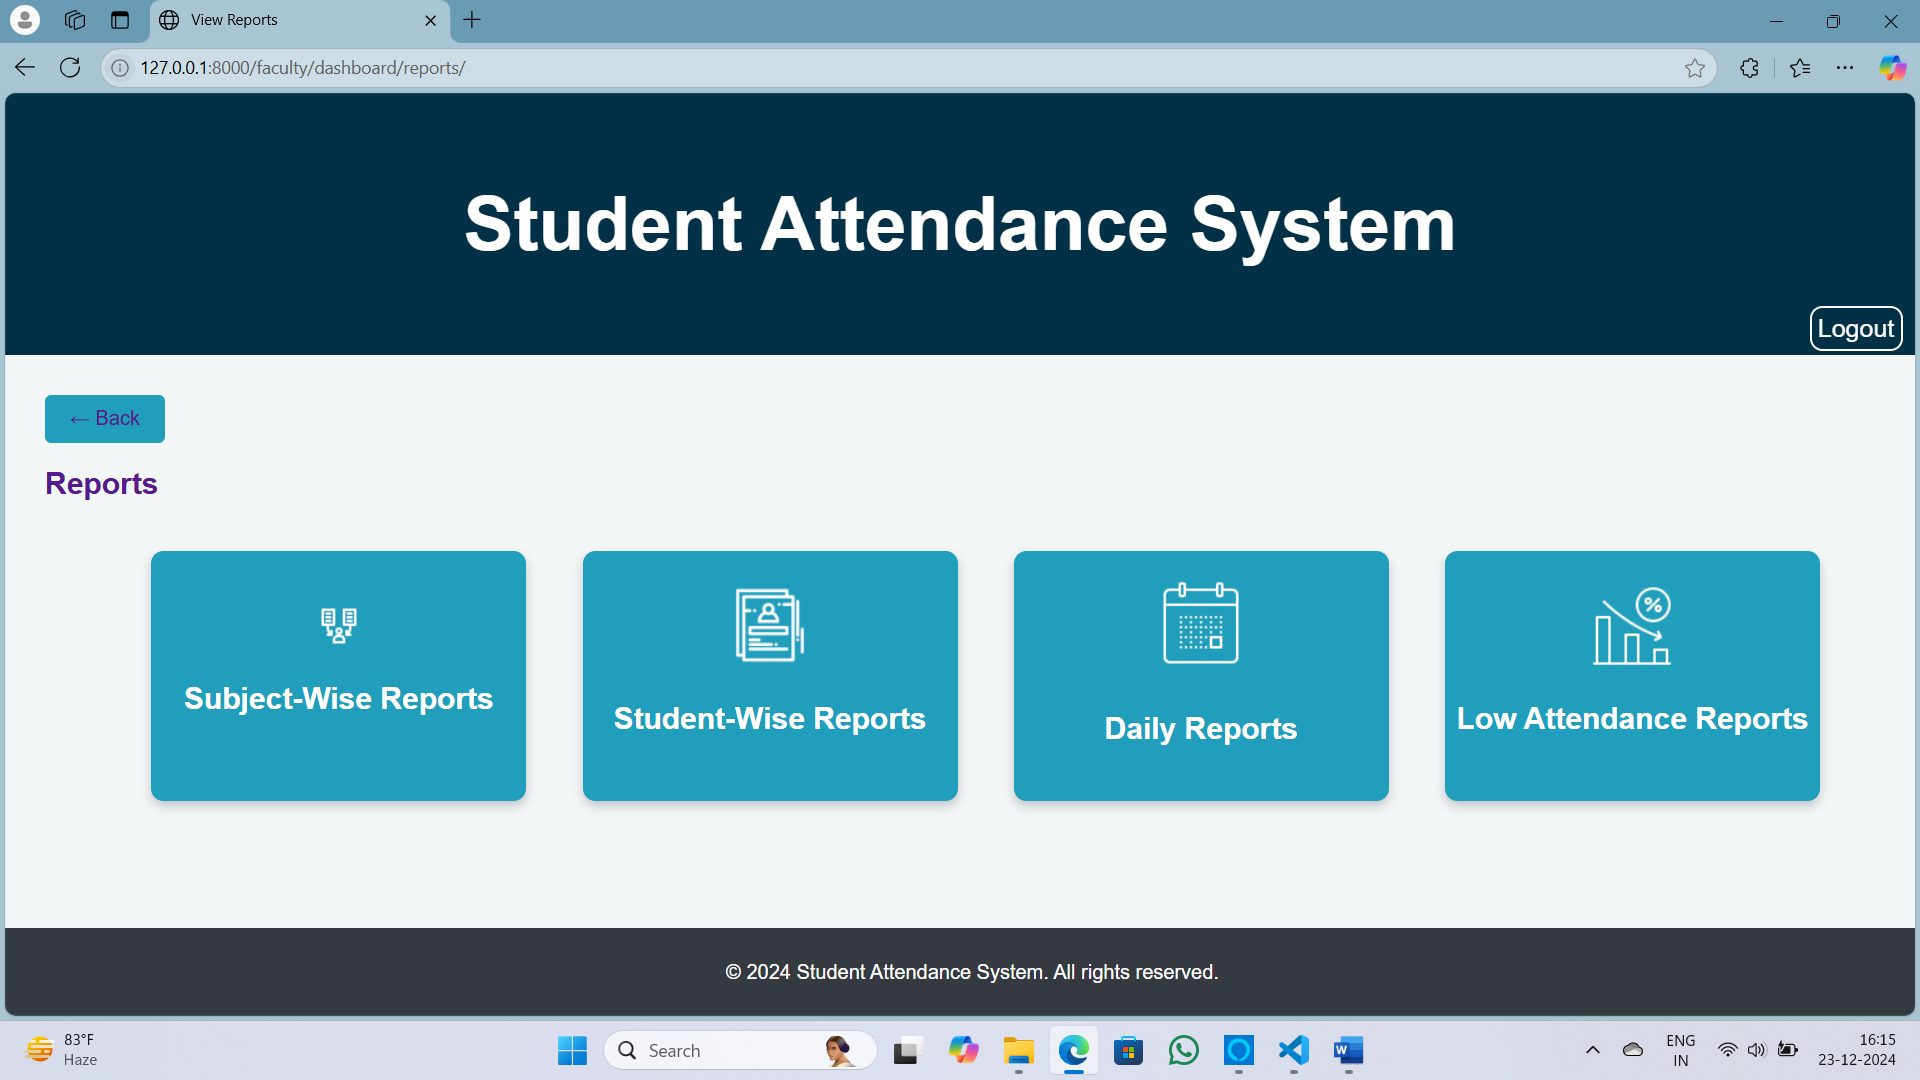 View Reports
127.0.0.1:8000/faculty/dashboard/reports/
Student Attendance System
Logout
← Back
Reports
Subject-Wise Reports
Student-Wise Reports
Daily Reports
%
Low Attendance Reports
© 2024 Student Attendance System. All rights reserved.
83°F
Haze
Search
W
ENG
IN
16:15
23-12-2024